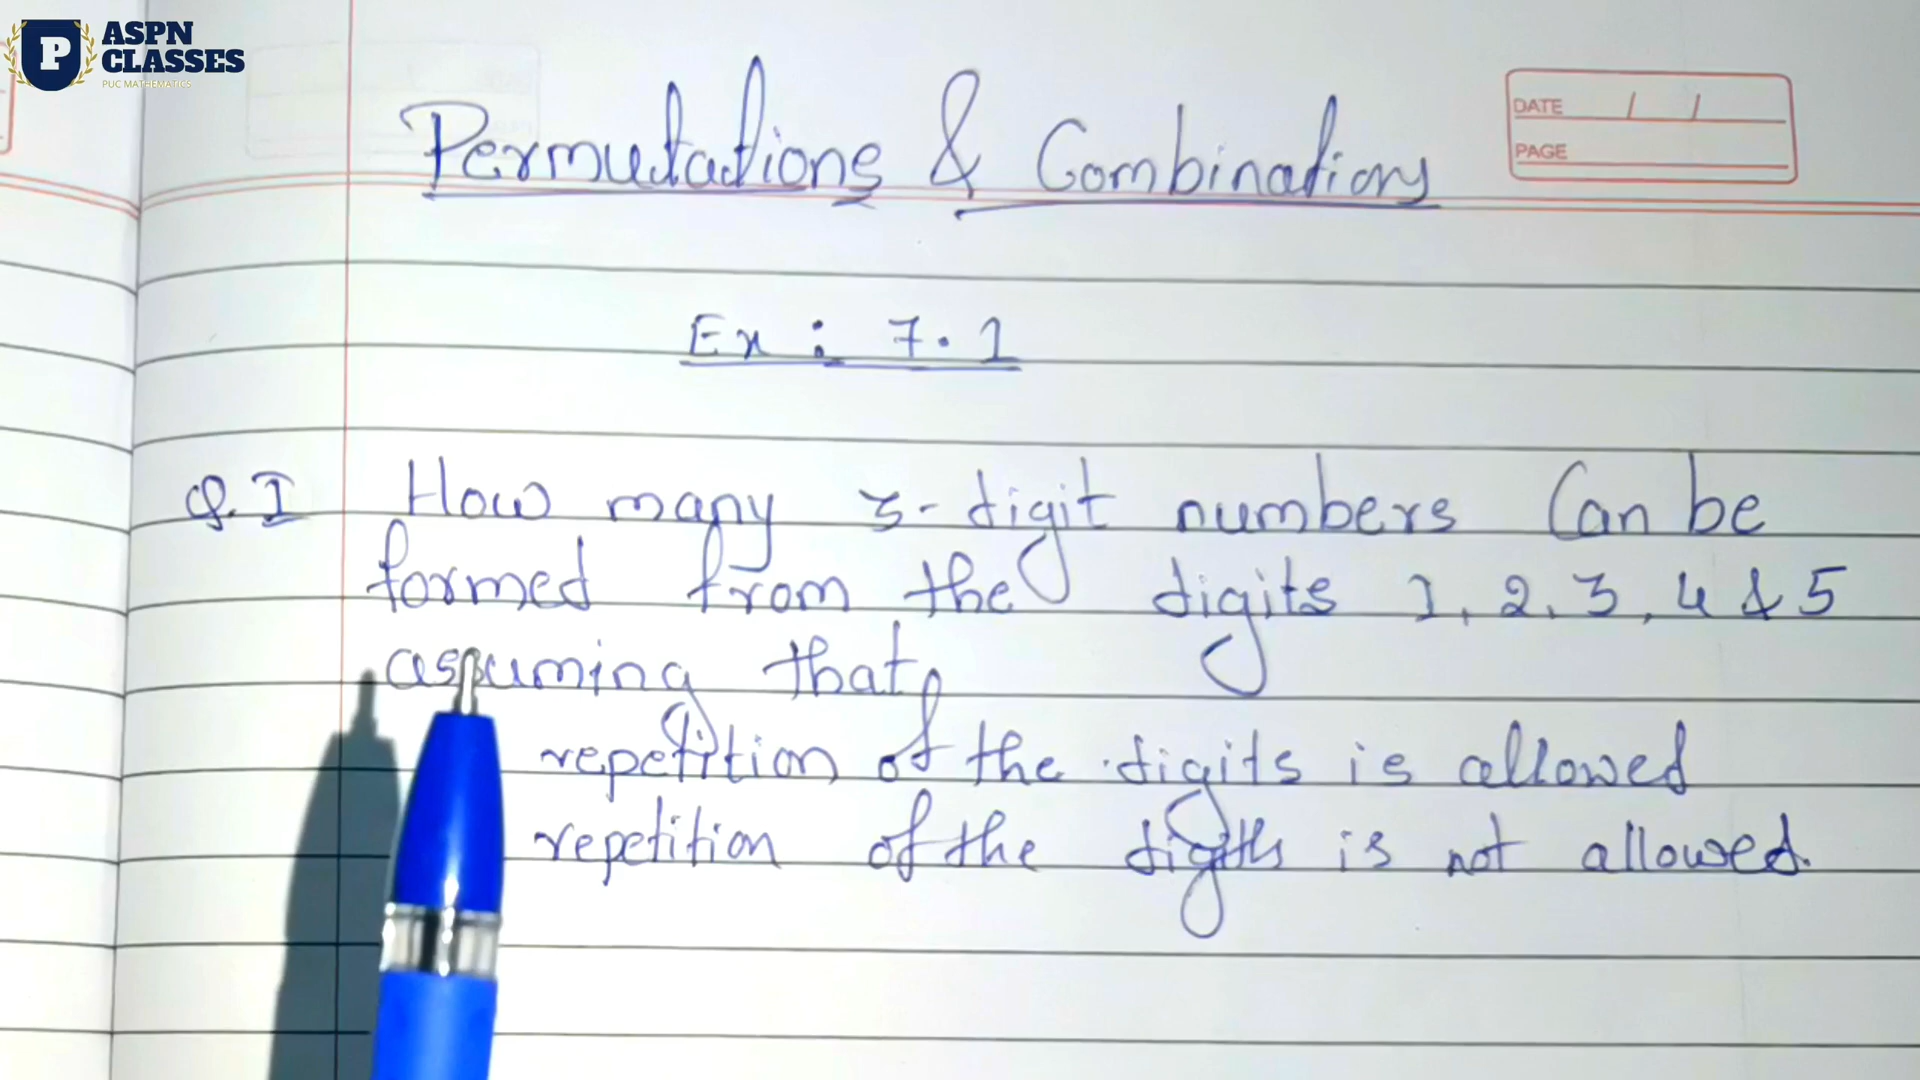 ASPN
CLASSES
PUC MATHEMATICS
DATE / /
PAGE
Permutations & Combinations
Ex : 7.1
Q.I How many 3-digit numbers Can be
formed from the digits 1, 2, 3, 4 & 5
assuming that,
repetition of the digits is allowed
repetition of the digits is not allowed.